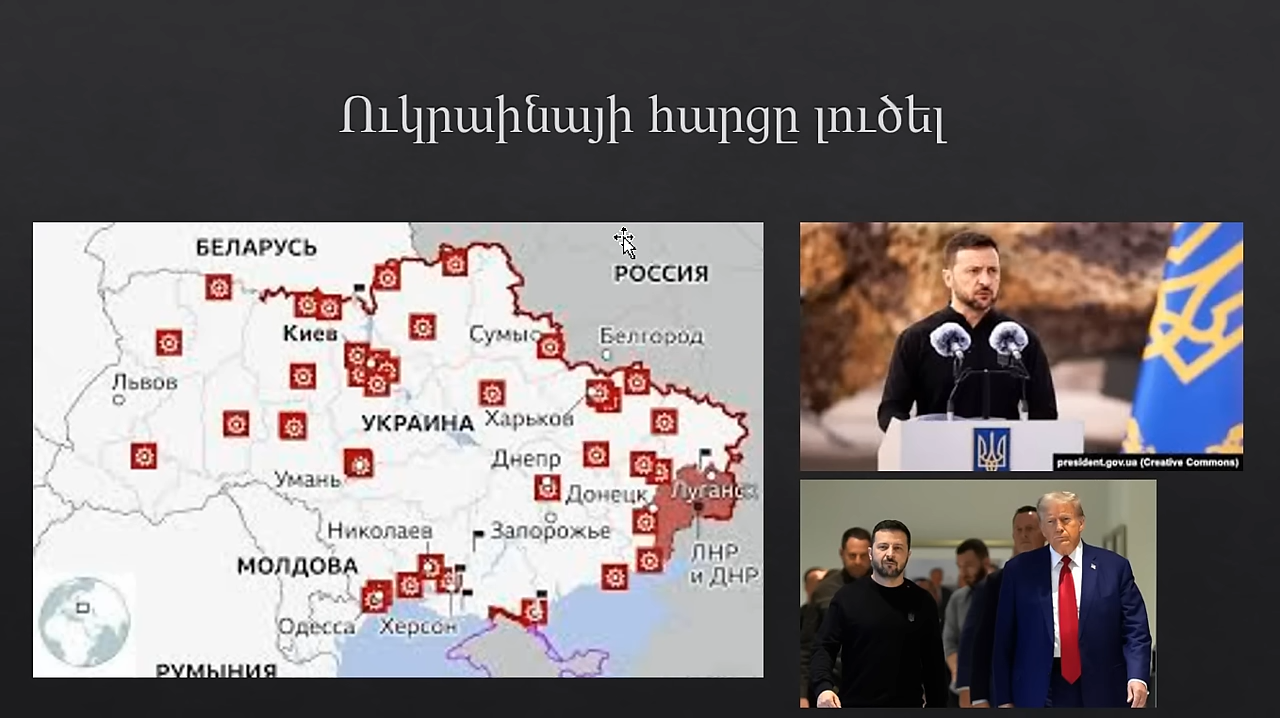 Ուկրաինայի հարցը լուծել
БЕЛАРУСЬ
РОССИЯ
Киев
Сумы
Белгород
Львов
УКРАИНА
Харьков
Днепр
Умань
Донецк
Луганск
Николаев
Запорожье
ЛНР
и ДНР
МОЛДОВА
Одесса
Херсон
РУМЫНИЯ
president.gov.ua (Creative Commons)